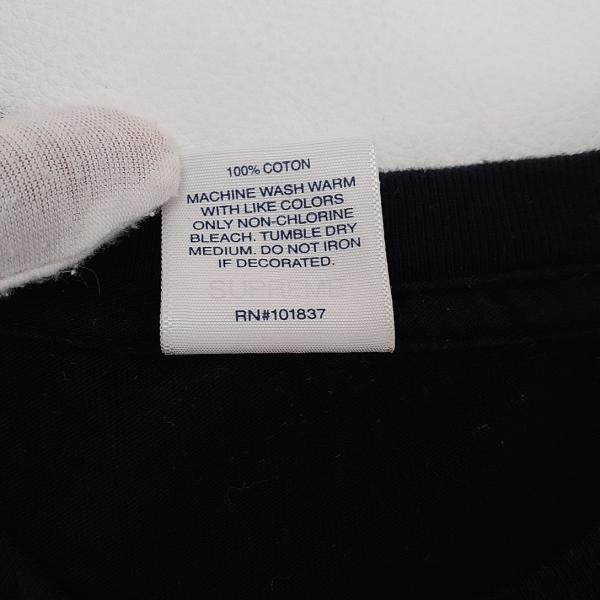 100% COTON
MACHINE WASH WARM
WITH LIKE COLORS
ONLY NON-CHLORINE
BLEACH. TUMBLE DRY
MEDIUM. DO NOT IRON
IF DECORATED.
SUPREME
RN#101837